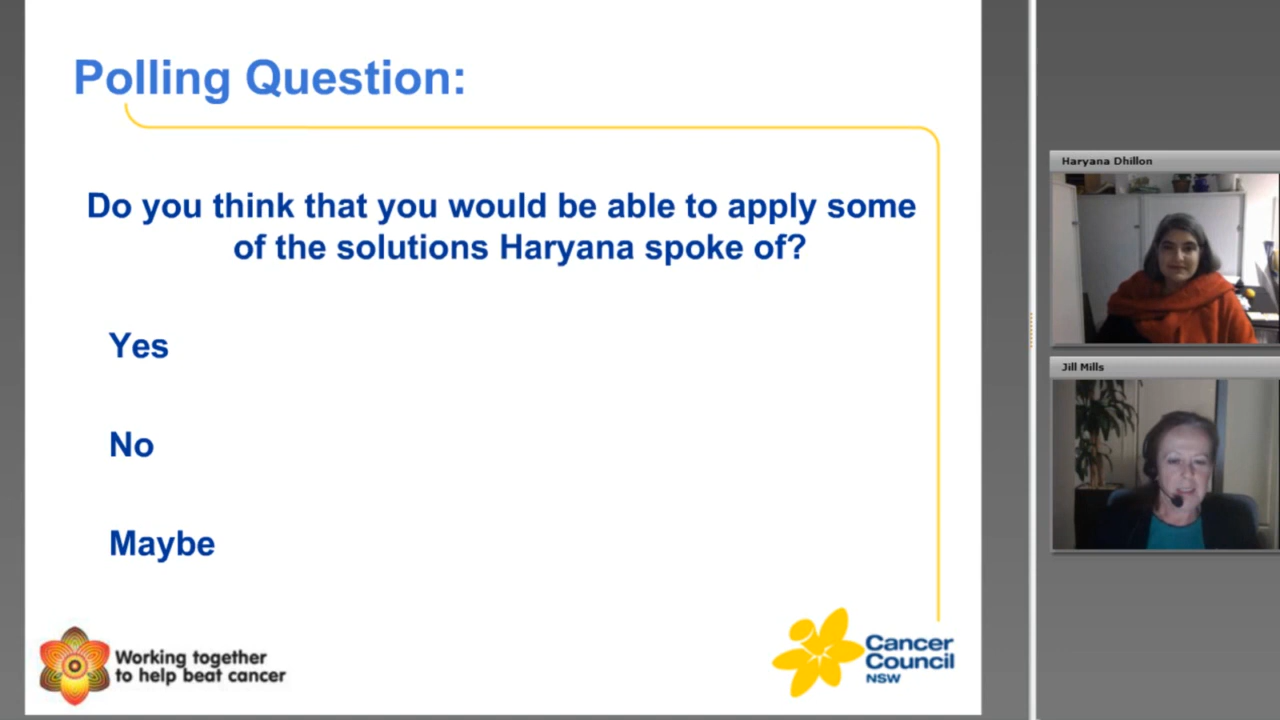 Polling Question:
Do you think that you would be able to apply some
of the solutions Haryana spoke of?
Yes
No
Maybe
Working together
to help beat cancer
Cancer
Council
NSW
Haryana Dhillon
Jill Mills